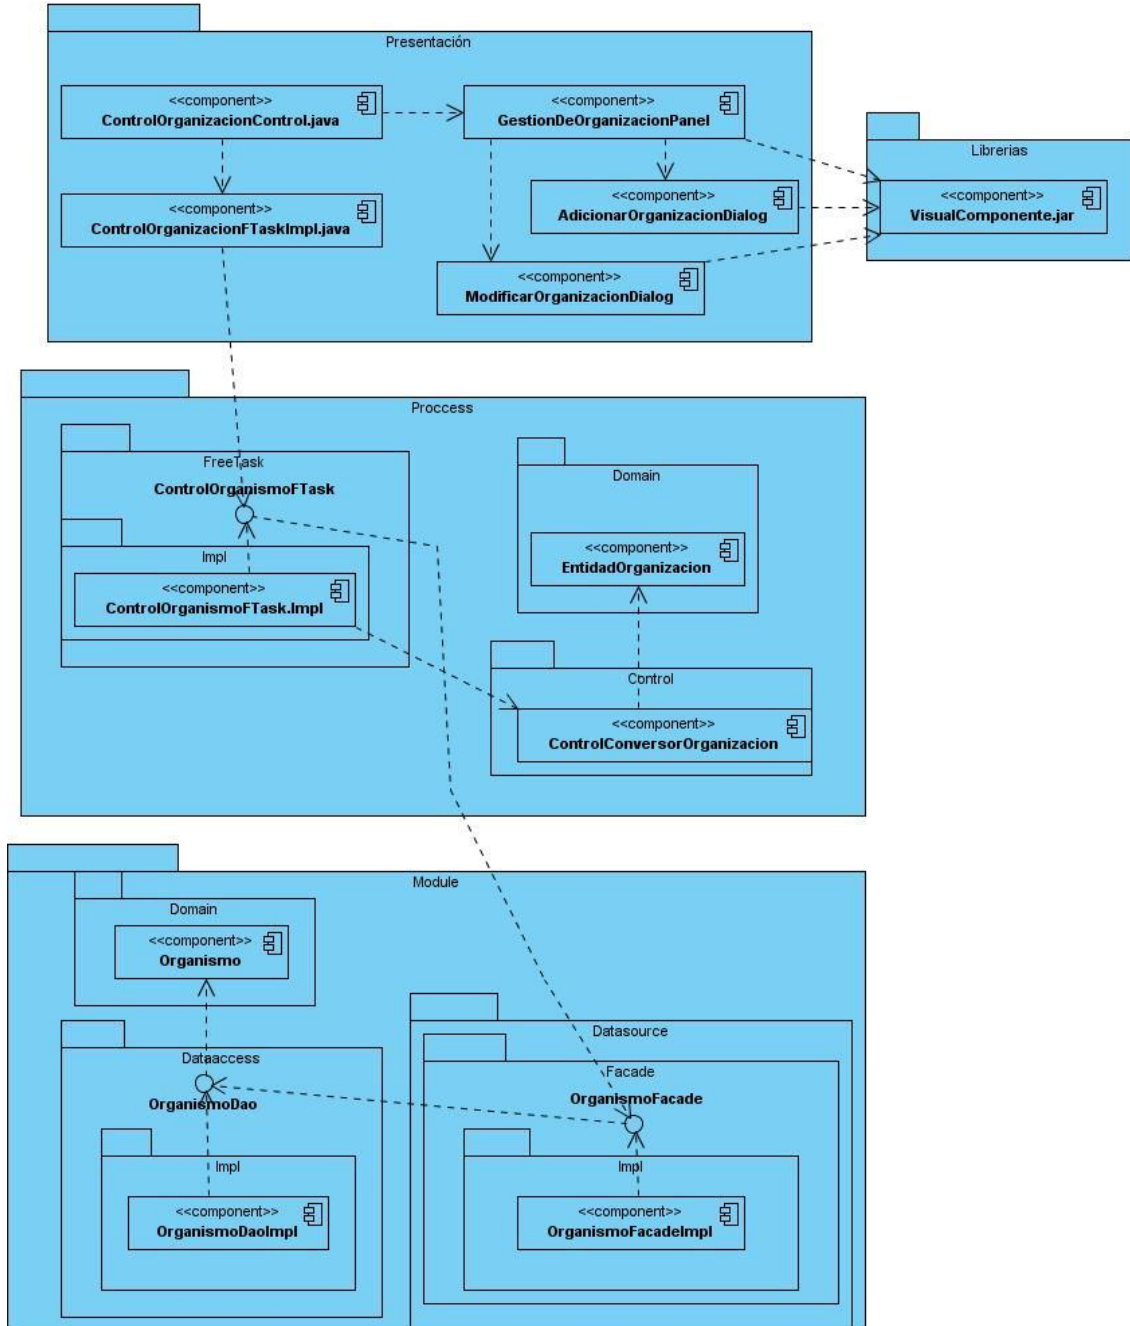 Presentación
<<component>>
ControlOrganizacionControl.java
<<component>>
GestionDeOrganizacionPanel
<<component>>
ControlOrganizacionFTaskImpl.java
<<component>>
AdicionarOrganizacionDialog
<<component>>
ModificarOrganizacionDialog
Librerias
<<component>>
VisualComponente.jar
Proccess
FreeTask
ControlOrganismoFTask
Impl
<<component>>
ControlOrganismoFTask.Impl
Domain
<<component>>
EntidadOrganizacion
Control
<<component>>
ControlConversorOrganizacion
Module
Domain
<<component>>
Organismo
Dataaccess
OrganismoDao
Impl
<<component>>
OrganismoDaoImpl
Datasource
Facade
OrganismoFacade
Impl
<<component>>
OrganismoFacadeImpl